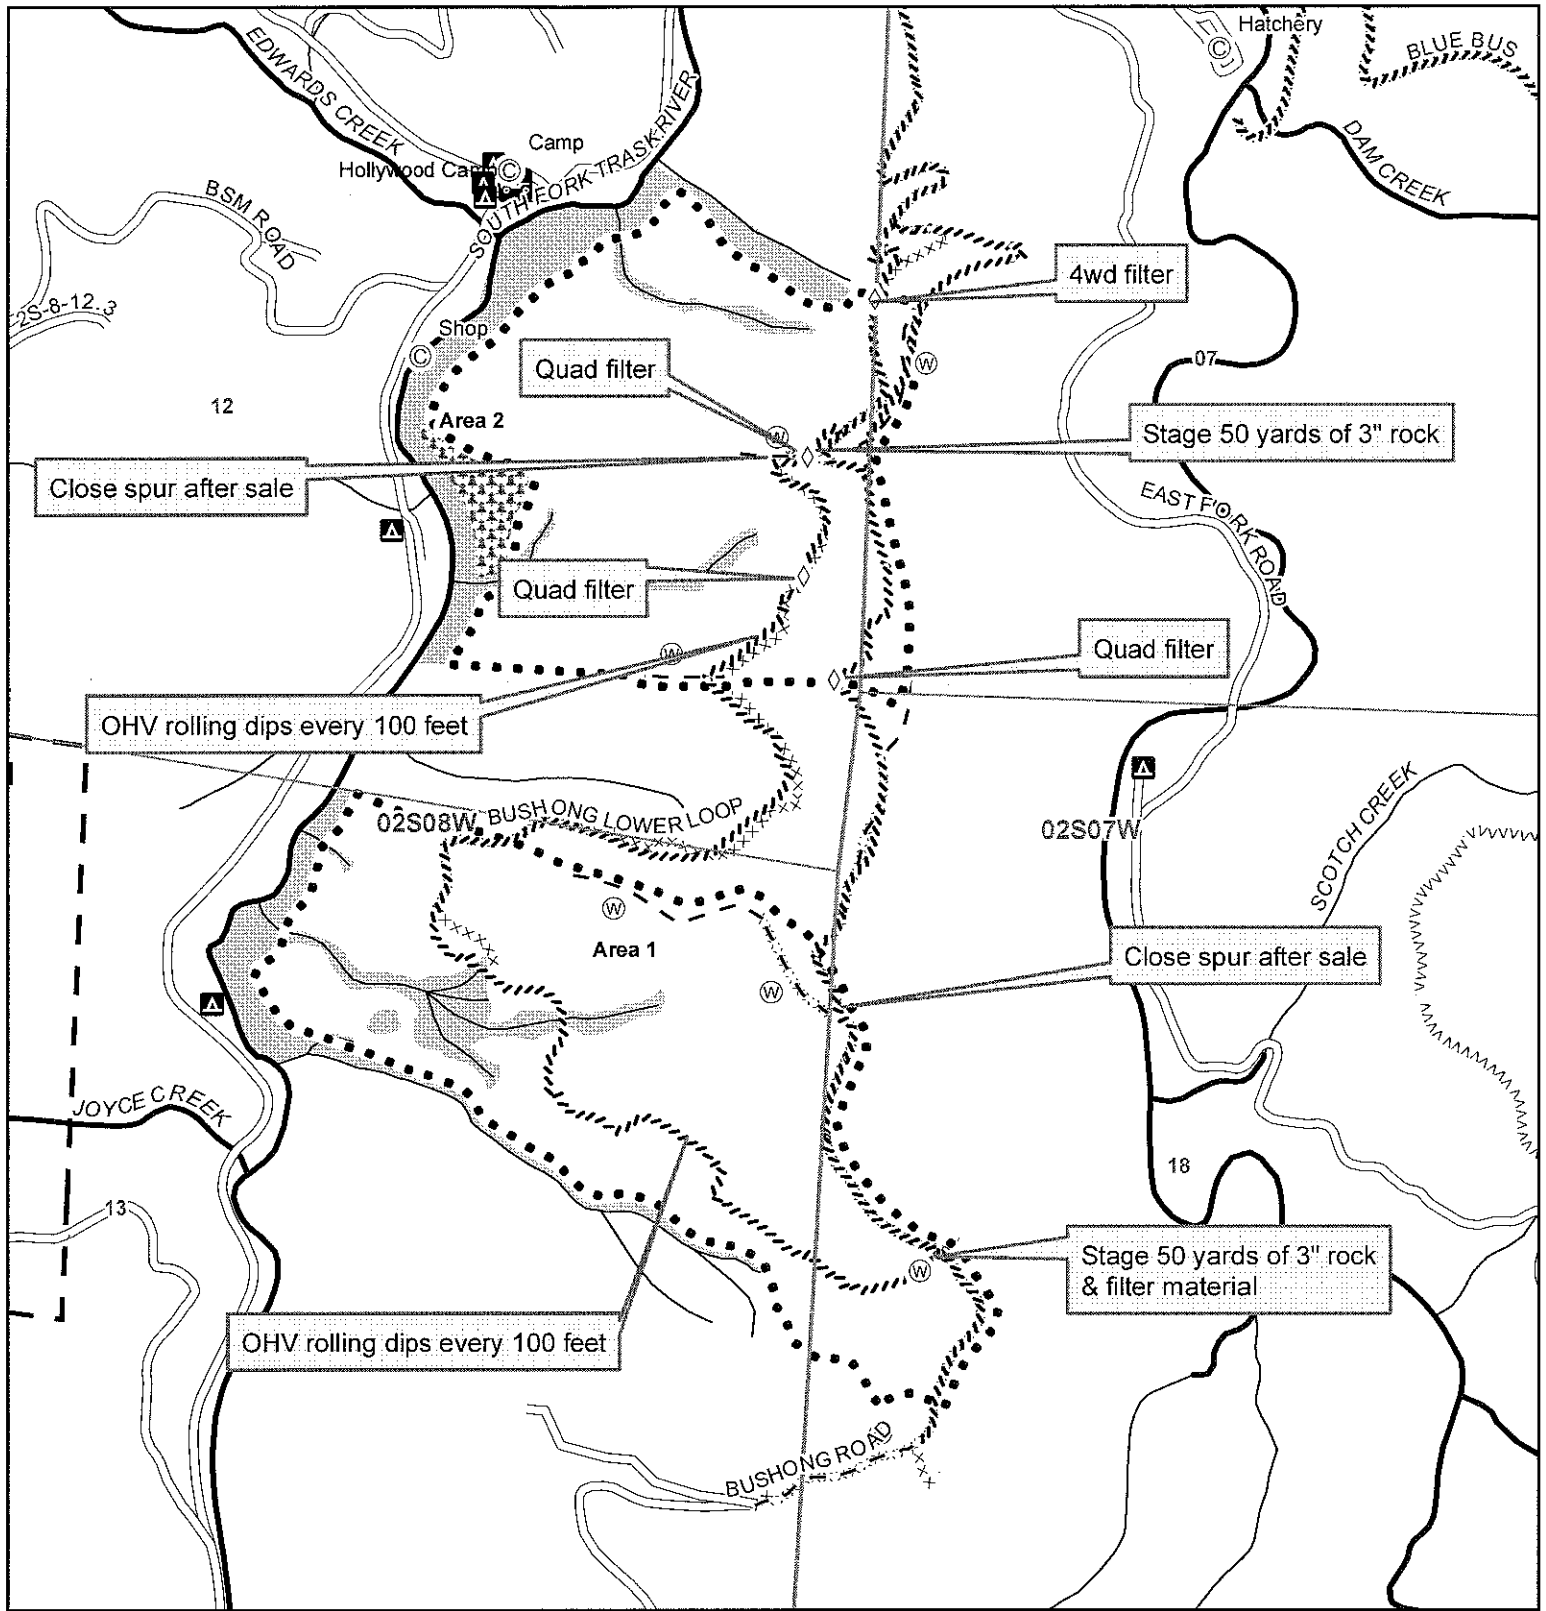 Hatchery
©
BLUE BUS
EDWARDS CREEK
DAM CREEK
Camp
Hollywood Camp
SOUTH FORK TRASK RIVER
BSM ROAD
4wd filter
2S-8-12.3
Shop
©
07
Quad filter
W
12
Area 2
Stage 50 yards of 3" rock
W
Close spur after sale
EAST FORK ROAD
Quad filter
Quad filter
W
OHV rolling dips every 100 feet
BUSHONG LOWER LOOP
02S08W
02S07W
SCOTCH CREEK
W
Area 1
Close spur after sale
W
JOYCE CREEK
18
13
Stage 50 yards of 3" rock
& filter material
W
OHV rolling dips every 100 feet
BUSHONG ROAD